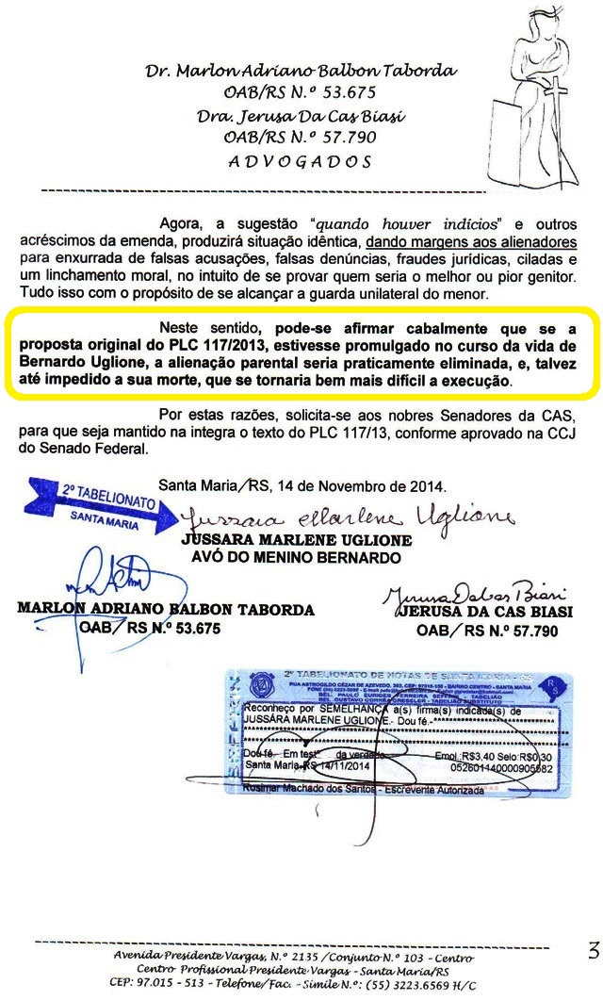 Dr. Marlon Adriano Balbon Taborda
OAB/RS N.º 53.675
Dra. Jerusa Da Cas Biasi
OAB/RS N.º 57.790
ADVOGADOS
Agora, a sugestão "quando houver indícios" e outros
acréscimos da emenda, produzirá situação idêntica, dando margens aos alienadores
para enxurrada de falsas acusações, falsas denúncias, fraudes jurídicas, ciladas e
um linchamento moral, no intuito de se provar quem seria o melhor ou pior genitor.
Tudo isso com o propósito de se alcançar a guarda unilateral do menor.
Neste sentido, pode-se afirmar cabalmente que se a
proposta original do PLC 117/2013, estivesse promulgado no curso da vida de
Bernardo Uglione, a alienação parental seria praticamente eliminada, e, talvez
até impedido a sua morte, que se tornaria bem mais difícil a execução.
Por estas razões, solicita-se aos nobres Senadores da CAS,
para que seja mantido na integra o texto do PLC 117/13, conforme aprovado na CCJ
do Senado Federal.
Santa Maria/RS, 14 de Novembro de 2014.
2º TABELIONATO
SANTA MARIA
Jussara Marlene Uglione
JUSSARA MARLENE UGLIONE
AVÓ DO MENINO BERNARDO
MARLON ADRIANO BALBON TABORDA
OAB/ RS N.º 53.675
Jerusa Da Cas Biasi
JERUSA DA CAS BIASI
OAB/ RS N.º 57.790
2º TABELIONATO DE NOTAS DE SANTA MARIA - RS
RUA ASTROGILDO CÉZAR DE AZEVEDO, 303, CEP: 97015-150 - BAIRRO CENTRO - SANTA MARIA
BEL. PAULO EURIDES FERREIRA SEFFRIN - TABELIÃO
BEL. GUSTAVO CORRÊA CRESSLER - TABELIÃO SUBSTITUTO
RS
Reconheço por SEMELHANÇA a(s) firma(s) indicada(s) de
JUSSÁRA MARLENE UGLIONE.- Dou fé.-
Dou fé. Em testº da verdade Emol.:R$3,40 Selo:R$0,30
Santa Maria-RS 14/11/2014 052601140000905682
Rosimar Machado dos Santos - Escrevente Autorizada
3
Avenida Presidente Vargas, N.º 2135 /Conjunto N.º 103 - Centro
Centro Profissional Presidente Vargas - Santa Maria/RS
CEP: 97.015 - 513 - Telefone/Fac. - Simile N.º: (55) 3223.6569 H/C